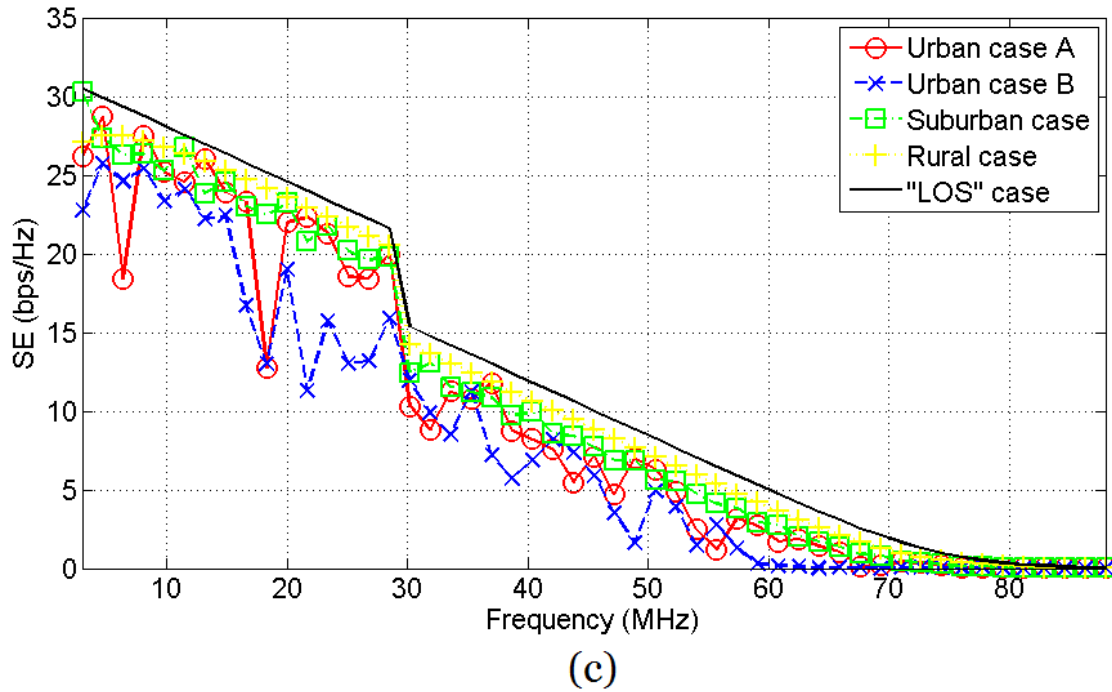 35
30
25
20
15
10
5
0
SE (bps/Hz)
Urban case A
Urban case B
Suburban case
Rural case
"LOS" case
10 20 30 40 50 60 70 80
Frequency (MHz)
(c)